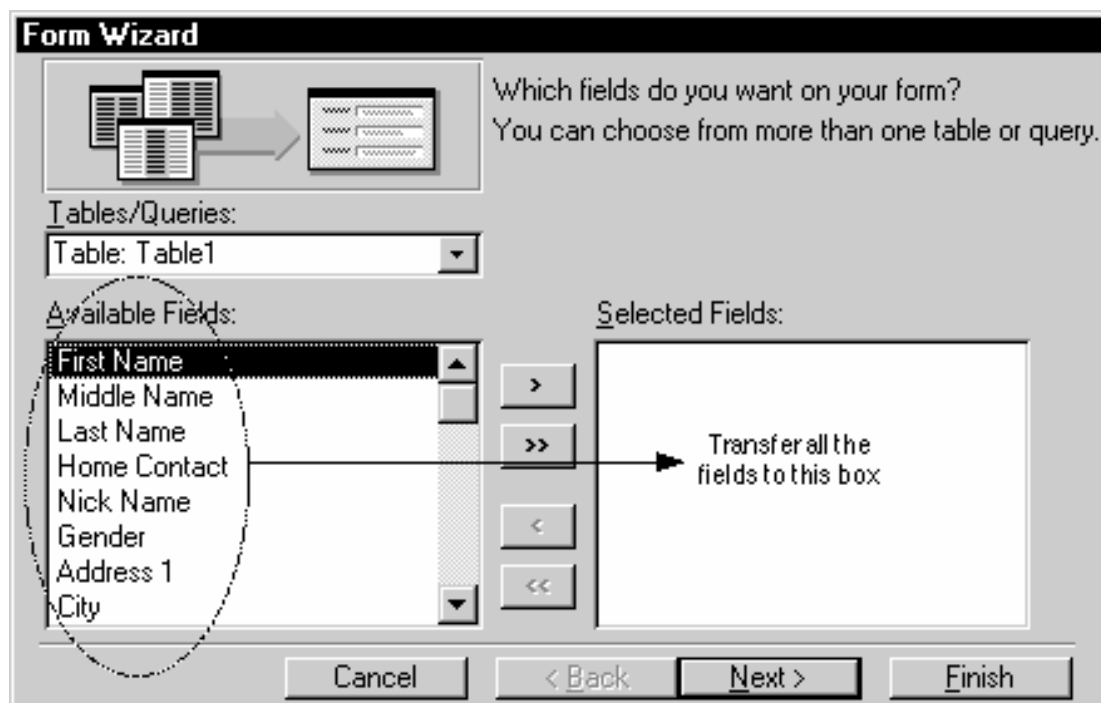 Form Wizard
Which fields do you want on your form?
You can choose from more than one table or query.
Tables/Queries:
Table: Table1
Available Fields:
Selected Fields:
First Name
Middle Name
Last Name
Home Contact
Nick Name
Gender
Address 1
City
>
>>
<
<<
Transfer all the
fields to this box
Cancel
< Back
Next >
Finish